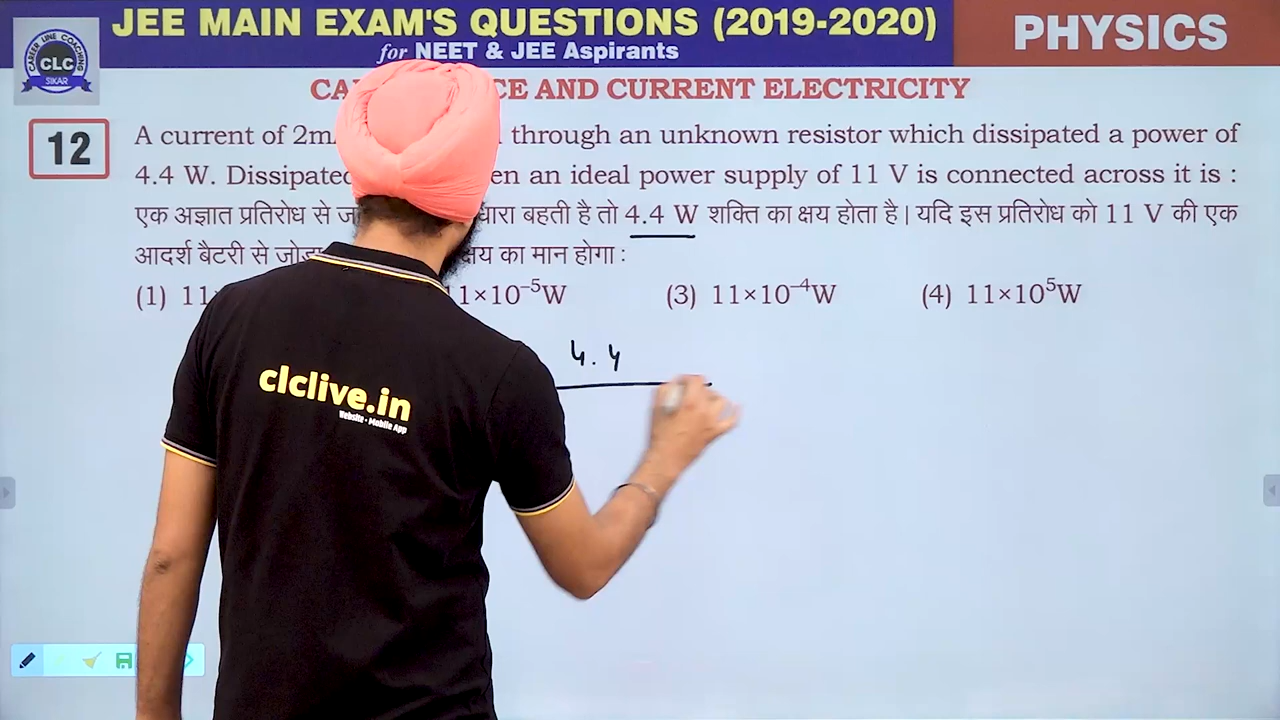 JEE MAIN EXAM'S QUESTIONS (2019-2020)
for NEET & JEE Aspirants
PHYSICS
CAREER LINE COACHING
CLC
SIKAR
CE AND CURRENT ELECTRICITY
12
A current of 2m through an unknown resistor which dissipated a power of
4.4 W. Dissipated en an ideal power supply of 11 V is connected across it is :
एक अज्ञात प्रतिरोध से धारा बहती है तो 4.4 W शक्ति का क्षय होता है। यदि इस प्रतिरोध को 11 V की एक
आदर्श बैटरी से क्षय का मान होगा :
(1) 11 1×10⁻⁵W (3) 11×10⁻⁴W (4) 11×10⁵W
4.4
clclive.in
Website • Mobile App